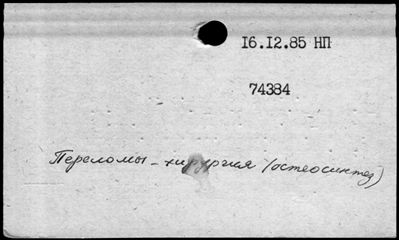 16.12.85 НП
74384
Переломы - хирургия (остеосинтез)